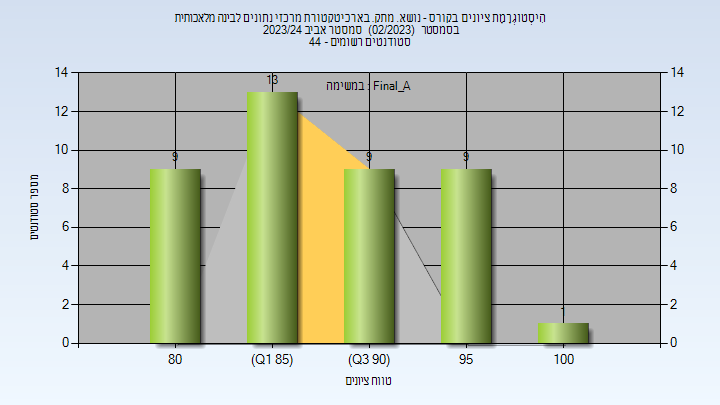 הִיסְטוֹגְרָמַת ציונים בקורס - נושא. מתק. בארכיטקטורת מרכזי נתונים לבינה מלאכותית
בסמסטר (02/2023) סמסטר אביב 2023/24
סטודנטים רשומים - 44
במשימה : Final_A
מספר סטודנטים
14 14
12 12
10 10
8 8
6 6
4 4
2 2
0 0
9 13 9 9 1
80 (Q1 85) (Q3 90) 95 100
טווח ציונים